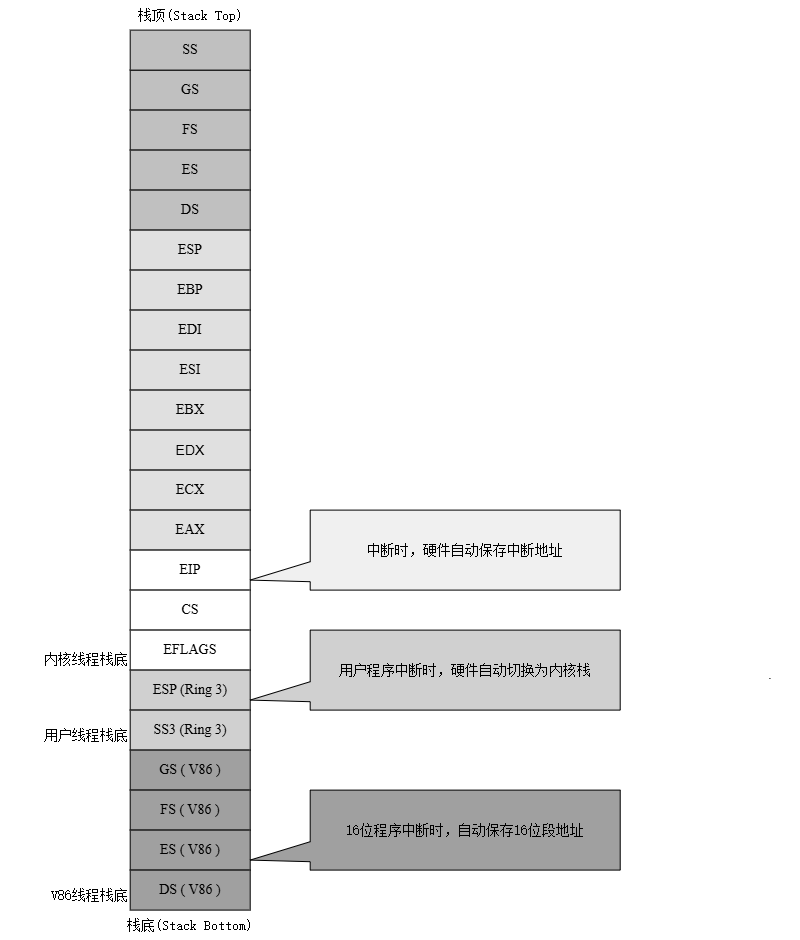 栈顶(Stack Top)
SS
GS
FS
ES
DS
ESP
EBP
EDI
ESI
EBX
EDX
ECX
EAX
EIP
中断时，硬件自动保存中断地址
CS
EFLAGS
内核线程栈底
ESP (Ring 3)
用户程序中断时，硬件自动切换为内核栈
SS3 (Ring 3)
用户线程栈底
GS ( V86 )
FS ( V86 )
16位程序中断时，自动保存16位段地址
ES ( V86 )
DS ( V86 )
V86线程栈底
栈底(Stack Bottom)